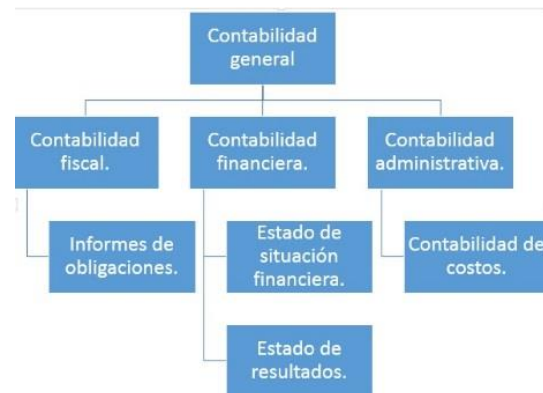 Contabilidad
general
Contabilidad
fiscal.
Contabilidad
financiera.
Contabilidad
administrativa.
Informes de
obligaciones.
Estado de
situación
financiera.
Contabilidad de
costos.
Estado de
resultados.